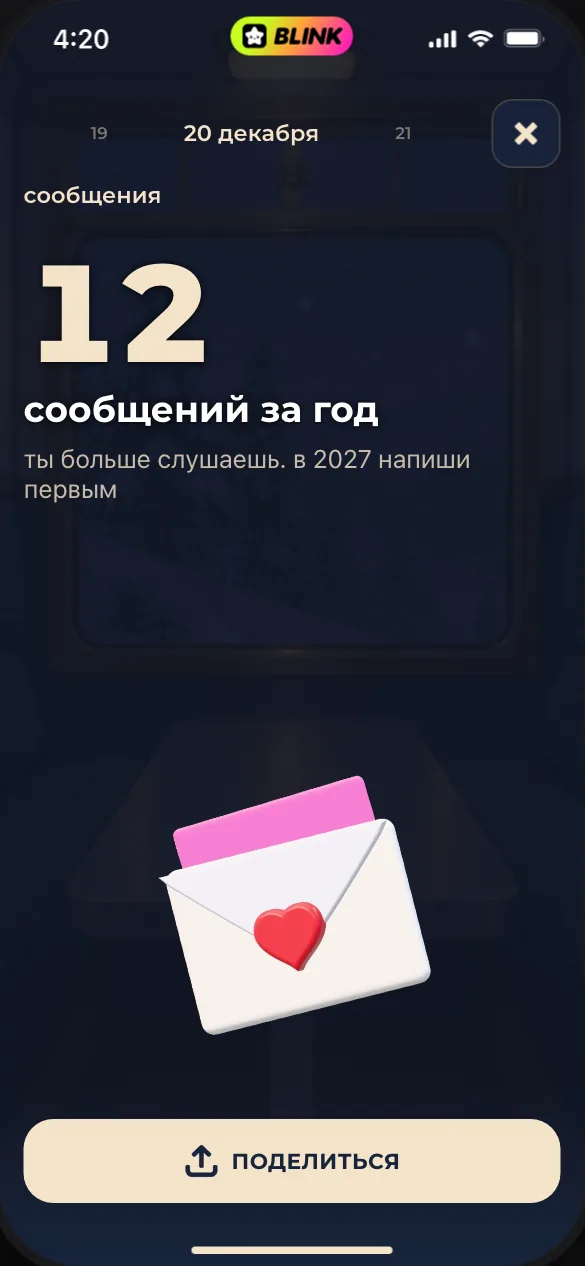 4:20
BLINK
19 20 декабря 21
сообщения
12
сообщений за год
ты больше слушаешь. в 2027 напиши
первым
ПОДЕЛИТЬСЯ